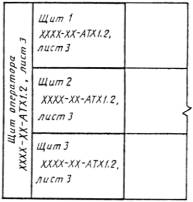 Щит оператора
XXXX-XX-ATX1.2, лист 3
Щит 1
XXXX-XX-ATX1.2,
лист 3
Щит 2
XXXX-XX-ATX1.2,
лист 3
Щит 3
XXXX-XX-ATX1.2,
лист 3